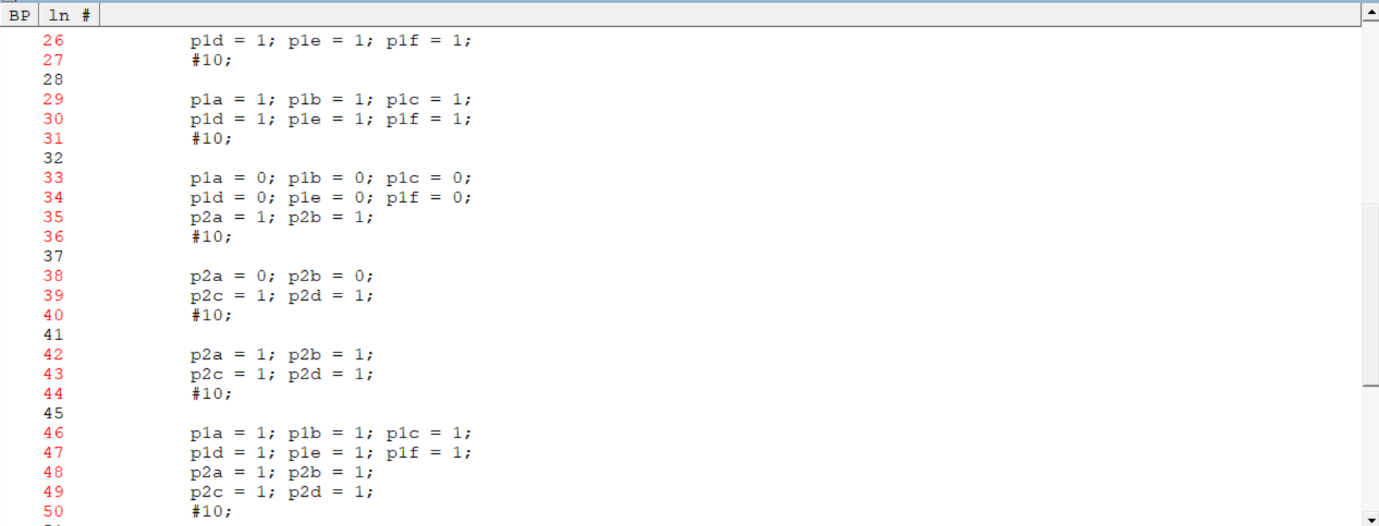 BP ln #
26 p1d = 1; p1e = 1; p1f = 1;
27 #10;
28
29 p1a = 1; p1b = 1; p1c = 1;
30 p1d = 1; p1e = 1; p1f = 1;
31 #10;
32
33 p1a = 0; p1b = 0; p1c = 0;
34 p1d = 0; p1e = 0; p1f = 0;
35 p2a = 1; p2b = 1;
36 #10;
37
38 p2a = 0; p2b = 0;
39 p2c = 1; p2d = 1;
40 #10;
41
42 p2a = 1; p2b = 1;
43 p2c = 1; p2d = 1;
44 #10;
45
46 p1a = 1; p1b = 1; p1c = 1;
47 p1d = 1; p1e = 1; p1f = 1;
48 p2a = 1; p2b = 1;
49 p2c = 1; p2d = 1;
50 #10;